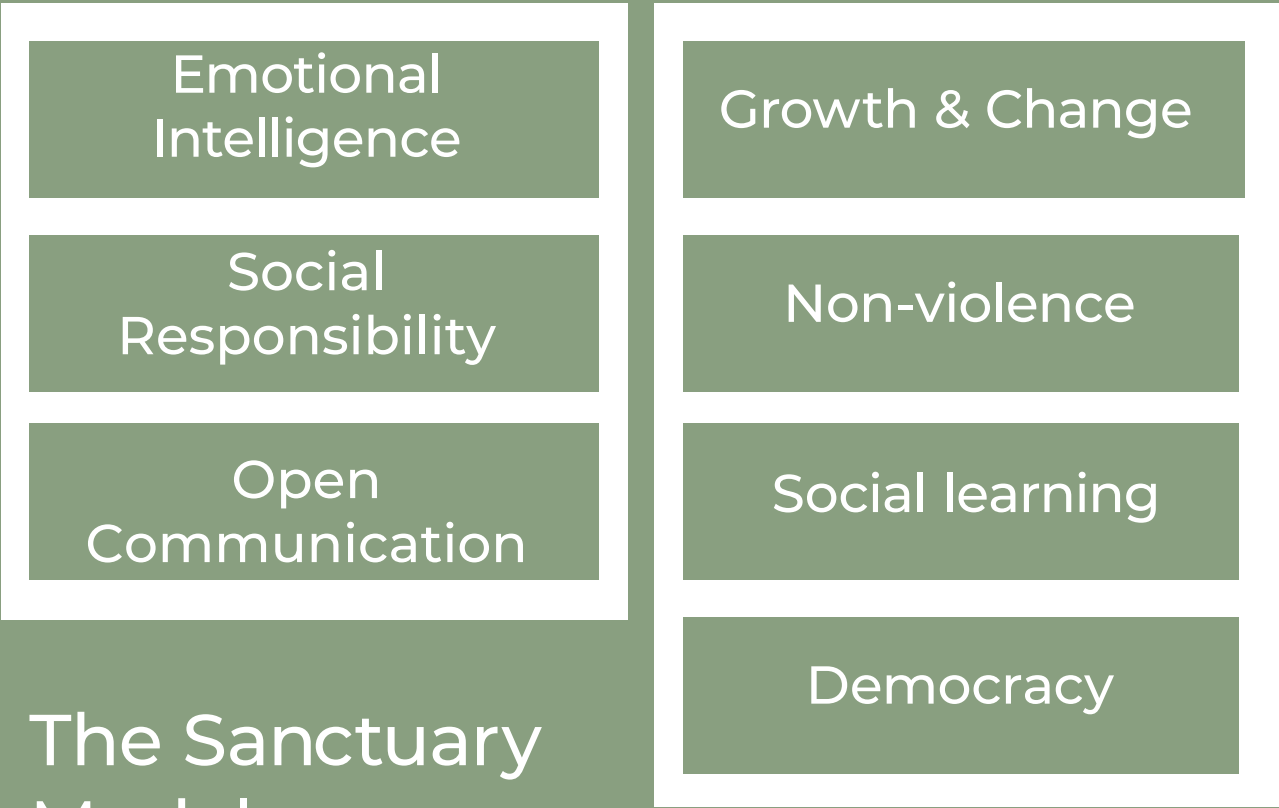 Emotional
Intelligence
Social
Responsibility
Open
Communication
The Sanctuary
Growth & Change
Non-violence
Social learning
Democracy